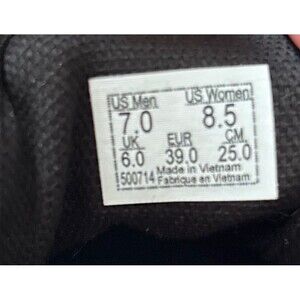 US Men US Women
7.0 8.5
UK EUR CM
6.0 39.0 25.0
500714 Made in Vietnam
Fabriqué en Vietnam